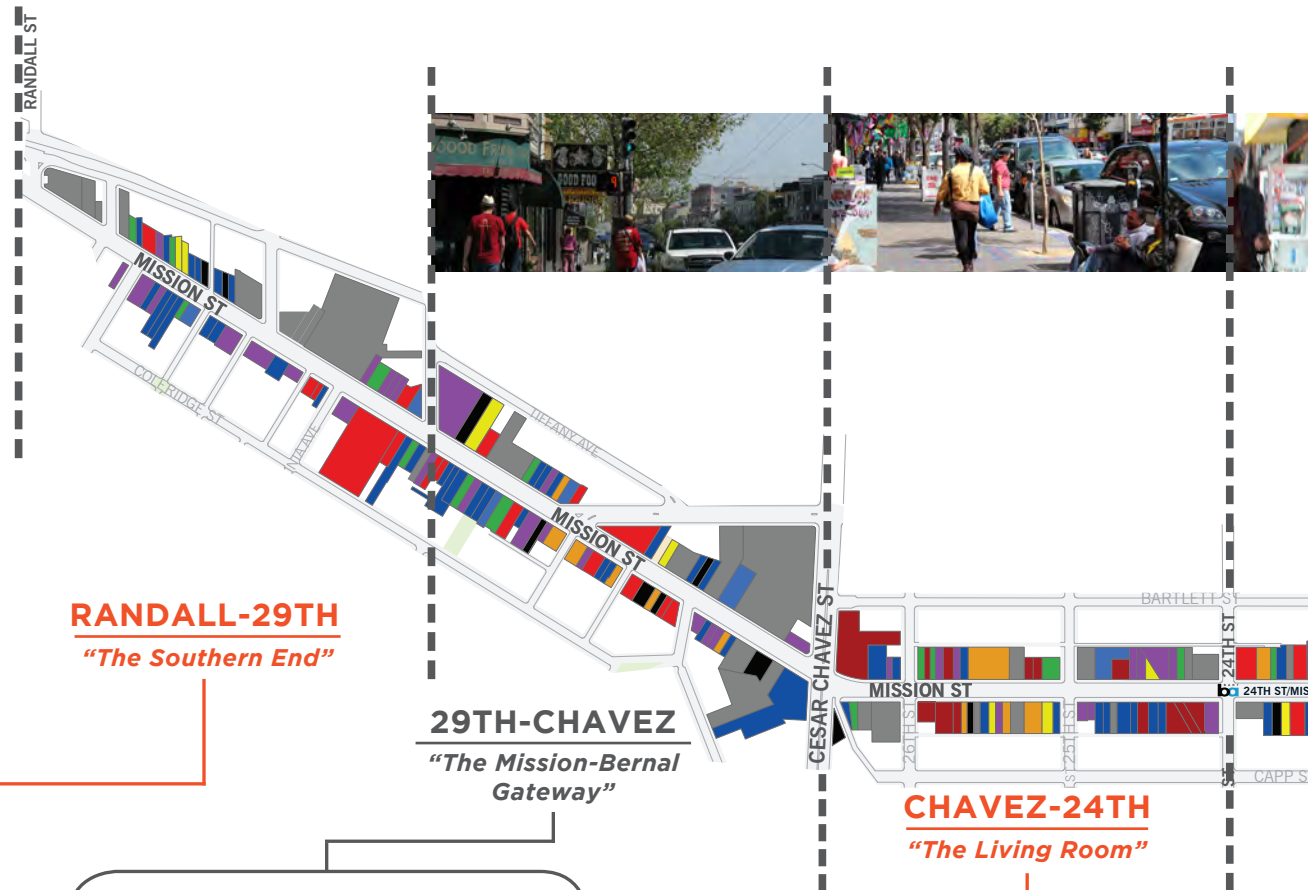 RANDALL ST
MISSION ST
COLERIDGE ST
TIFFANY AVE
MISSION ST
CESAR CHAVEZ ST
BARTLETT ST
24TH ST
MISSION ST
24TH ST/MIS
26TH ST
25TH ST
ST
CAPP S
RANDALL-29TH
“The Southern End”
29TH-CHAVEZ
“The Mission-Bernal
Gateway”
CHAVEZ-24TH
“The Living Room”